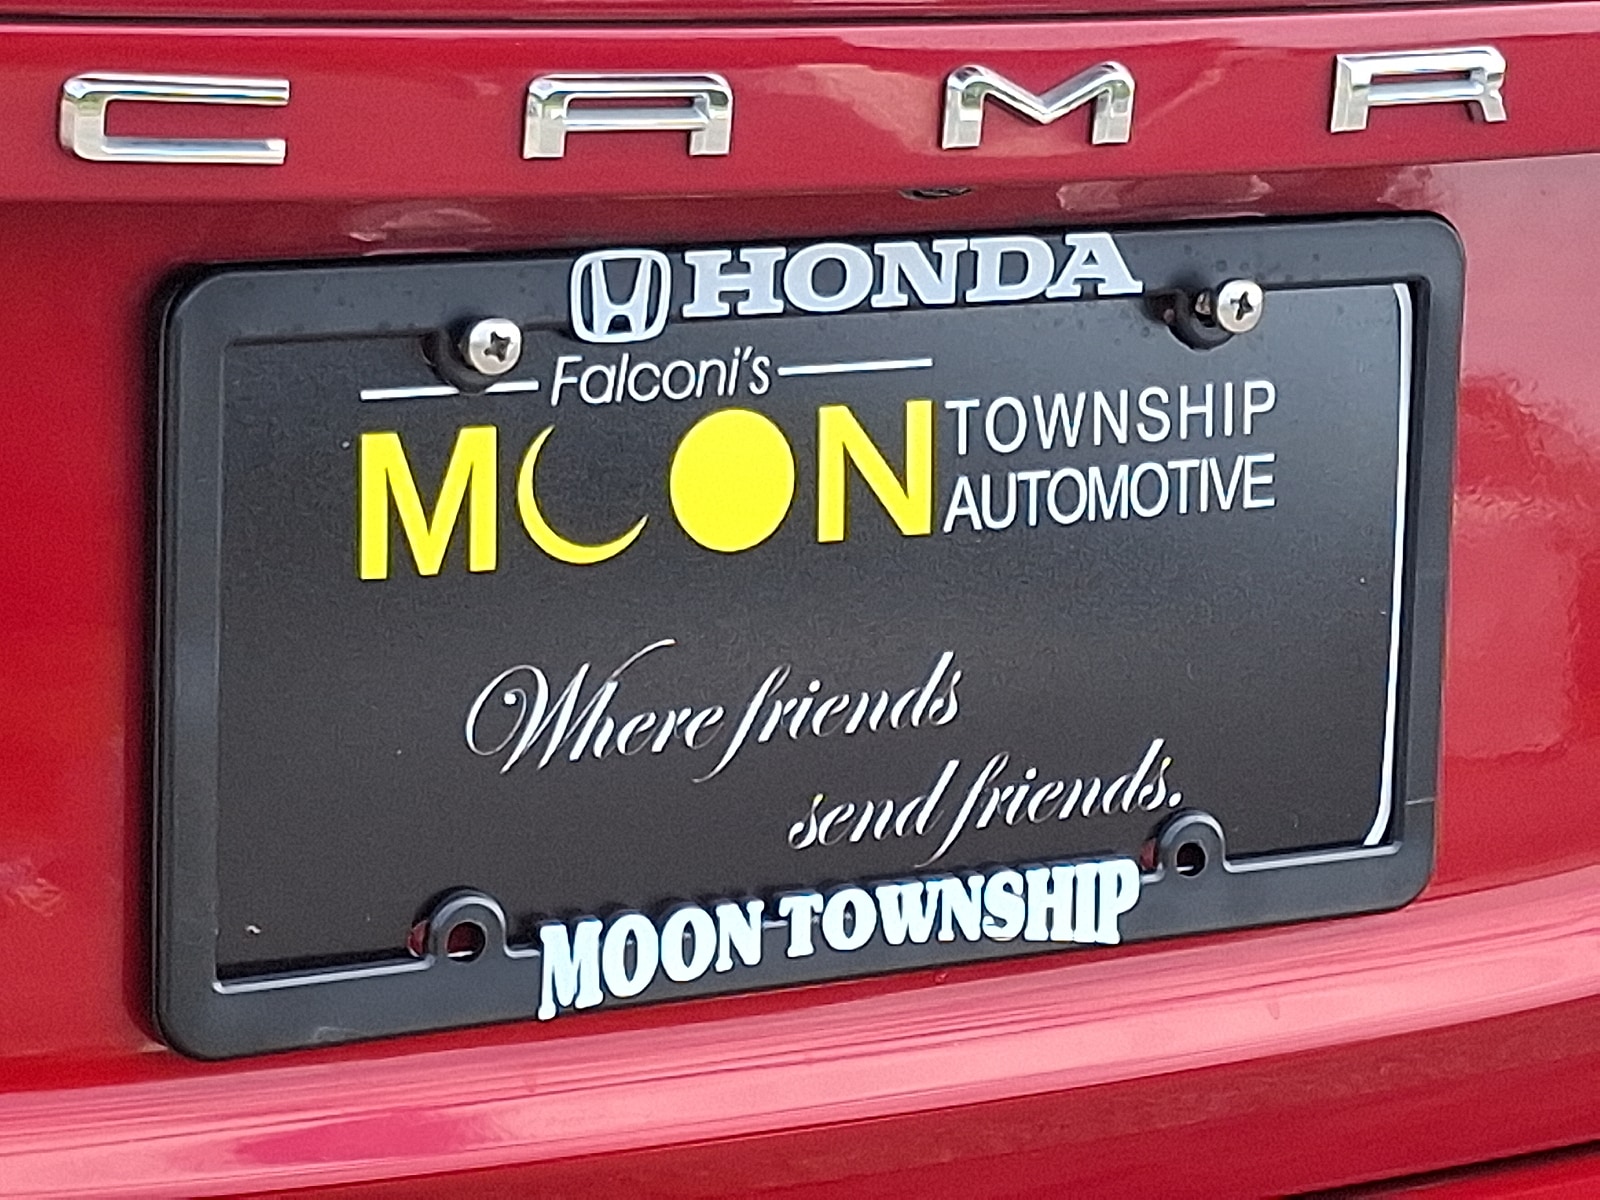 CAMR
HONDA
Falconi's
MOON TOWNSHIP
AUTOMOTIVE
Where friends
send friends.
MOON TOWNSHIP